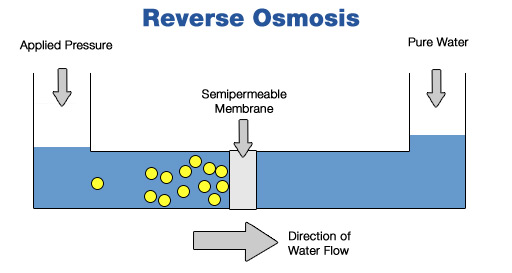 Reverse Osmosis
Applied Pressure
Pure Water
Semipermeable
Membrane
Direction of
Water Flow